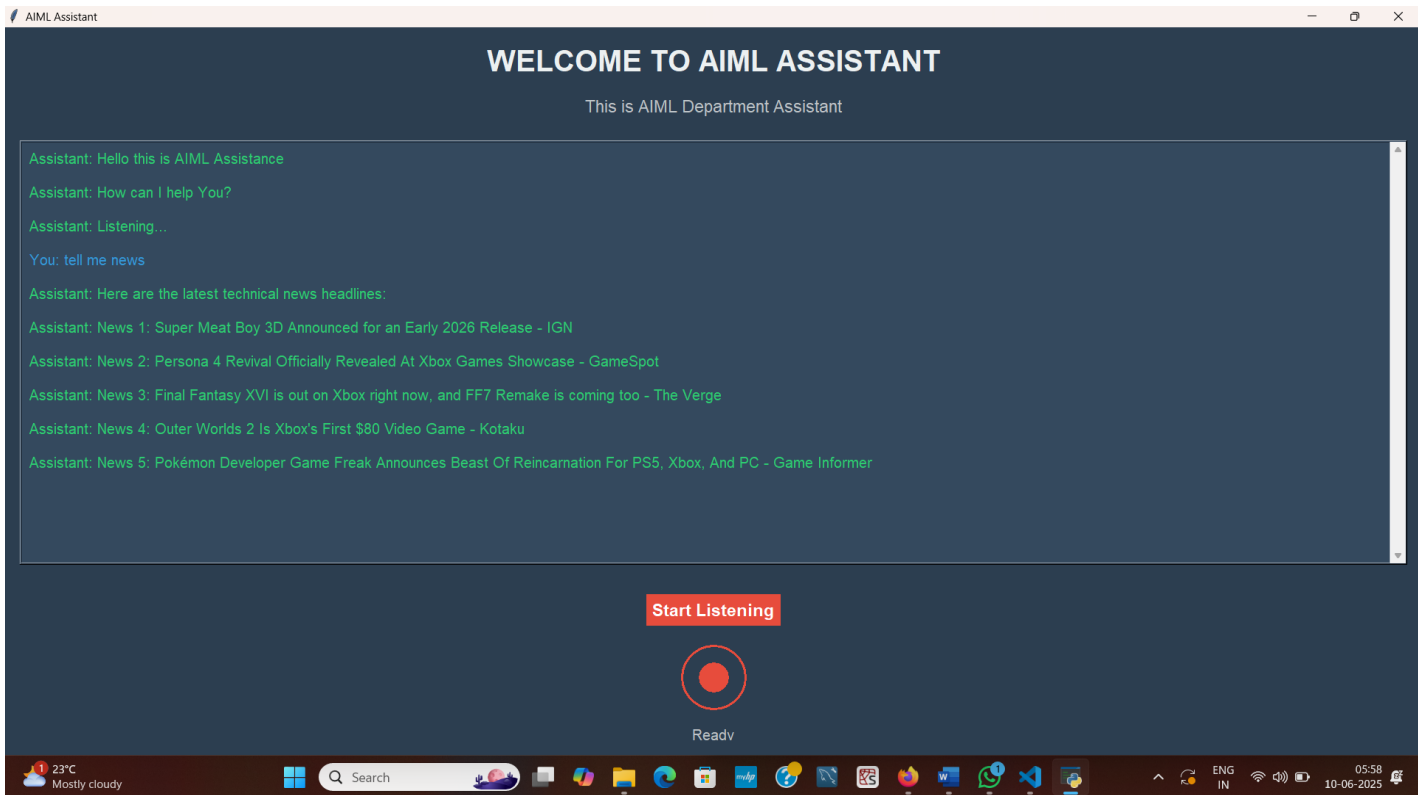 AIML Assistant
WELCOME TO AIML ASSISTANT
This is AIML Department Assistant
Assistant: Hello this is AIML Assistance
Assistant: How can I help You?
Assistant: Listening...
You: tell me news
Assistant: Here are the latest technical news headlines:
Assistant: News 1: Super Meat Boy 3D Announced for an Early 2026 Release - IGN
Assistant: News 2: Persona 4 Revival Officially Revealed At Xbox Games Showcase - GameSpot
Assistant: News 3: Final Fantasy XVI is out on Xbox right now, and FF7 Remake is coming too - The Verge
Assistant: News 4: Outer Worlds 2 Is Xbox's First $80 Video Game - Kotaku
Assistant: News 5: Pokémon Developer Game Freak Announces Beast Of Reincarnation For PS5, Xbox, And PC - Game Informer
Start Listening
Ready
1
23°C
Mostly cloudy
Search
myhp
?
W
1
ENG
IN
05:58
10-06-2025